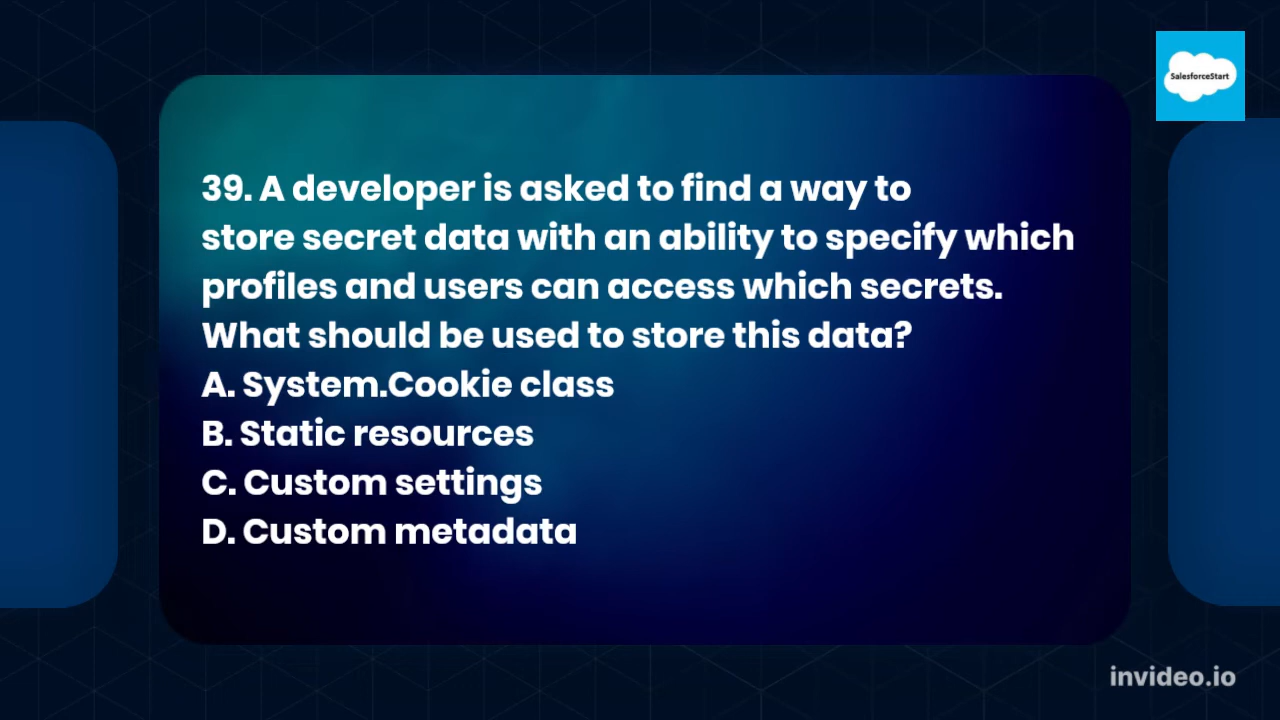 SalesforceStart
39. A developer is asked to find a way to
store secret data with an ability to specify which
profiles and users can access which secrets.
What should be used to store this data?
A. System.Cookie class
B. Static resources
C. Custom settings
D. Custom metadata
invideo.io